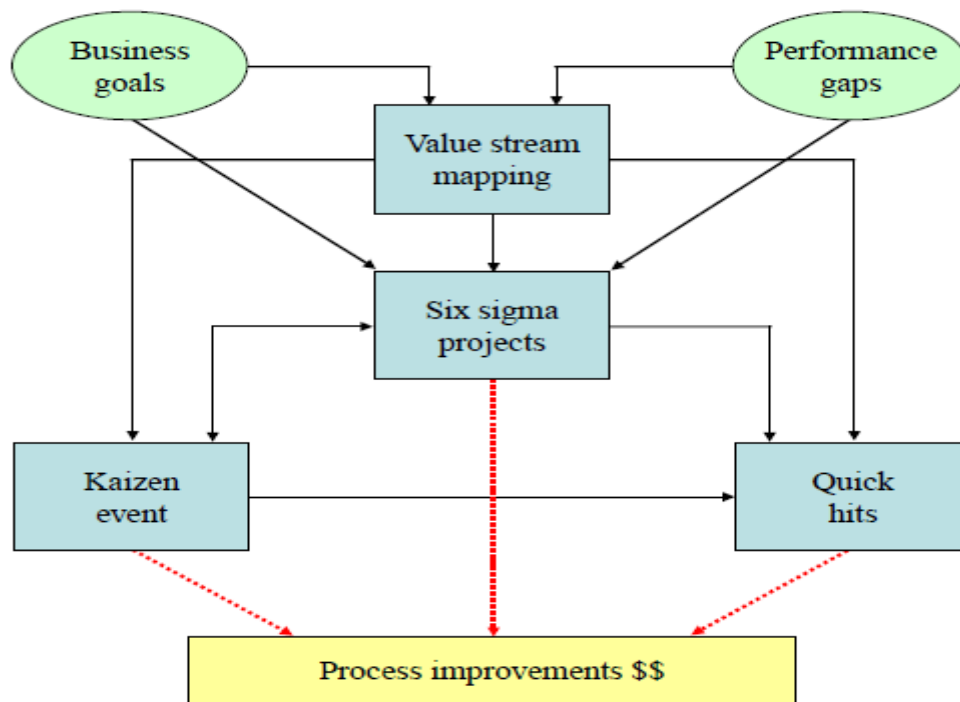 Business
goals
Performance
gaps
Value stream
mapping
Six sigma
projects
Kaizen
event
Quick
hits
Process improvements $$